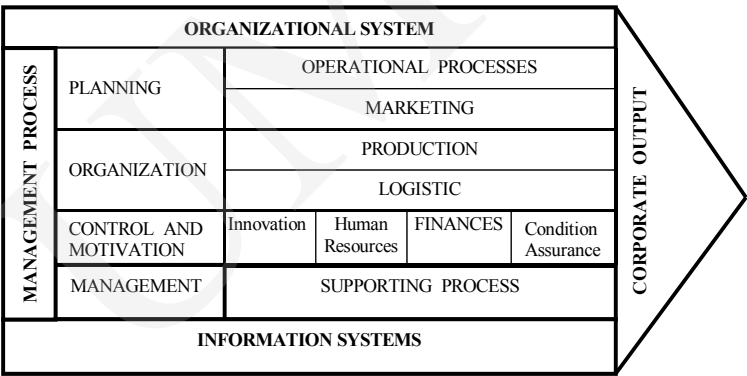 ORGANIZATIONAL SYSTEM
MANAGEMENT PROCESS
PLANNING
OPERATIONAL PROCESSES
MARKETING
ORGANIZATION
PRODUCTION
LOGISTIC
CONTROL AND
MOTIVATION
Innovation
Human
Resources
FINANCES
Condition
Assurance
MANAGEMENT
SUPPORTING PROCESS
INFORMATION SYSTEMS
CORPORATE OUTPUT